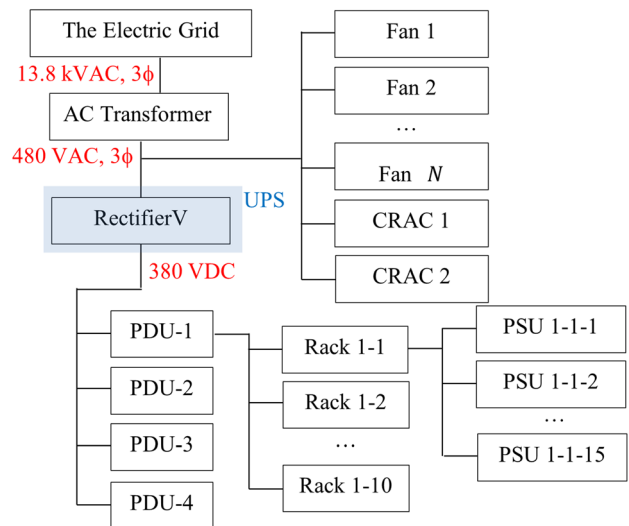 The Electric Grid
13.8 kVAC, 3ϕ
AC Transformer
480 VAC, 3ϕ
UPS
RectifierV
380 VDC
Fan 1
Fan 2
…
Fan N
CRAC 1
CRAC 2
PDU-1
PDU-2
PDU-3
PDU-4
Rack 1-1
Rack 1-2
…
Rack 1-10
PSU 1-1-1
PSU 1-1-2
…
PSU 1-1-15